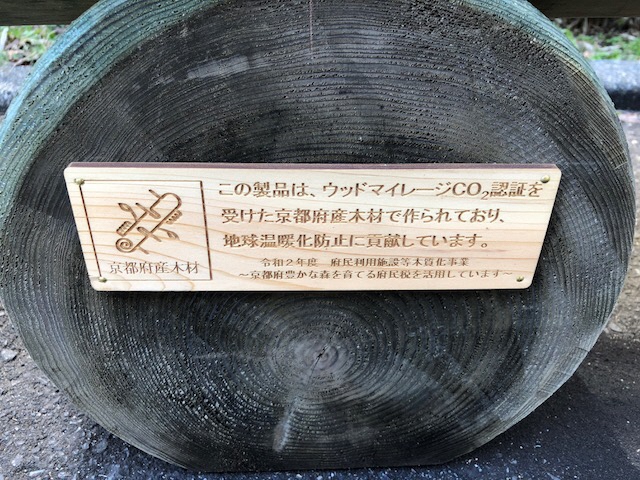 この製品は、ウッドマイレージCO₂認証を
受けた京都府産木材で作られており、
地球温暖化防止に貢献しています。
令和２年度　府民利用施設等木質化事業
～京都府豊かな森を育てる府民税を活用しています～
京都府産木材